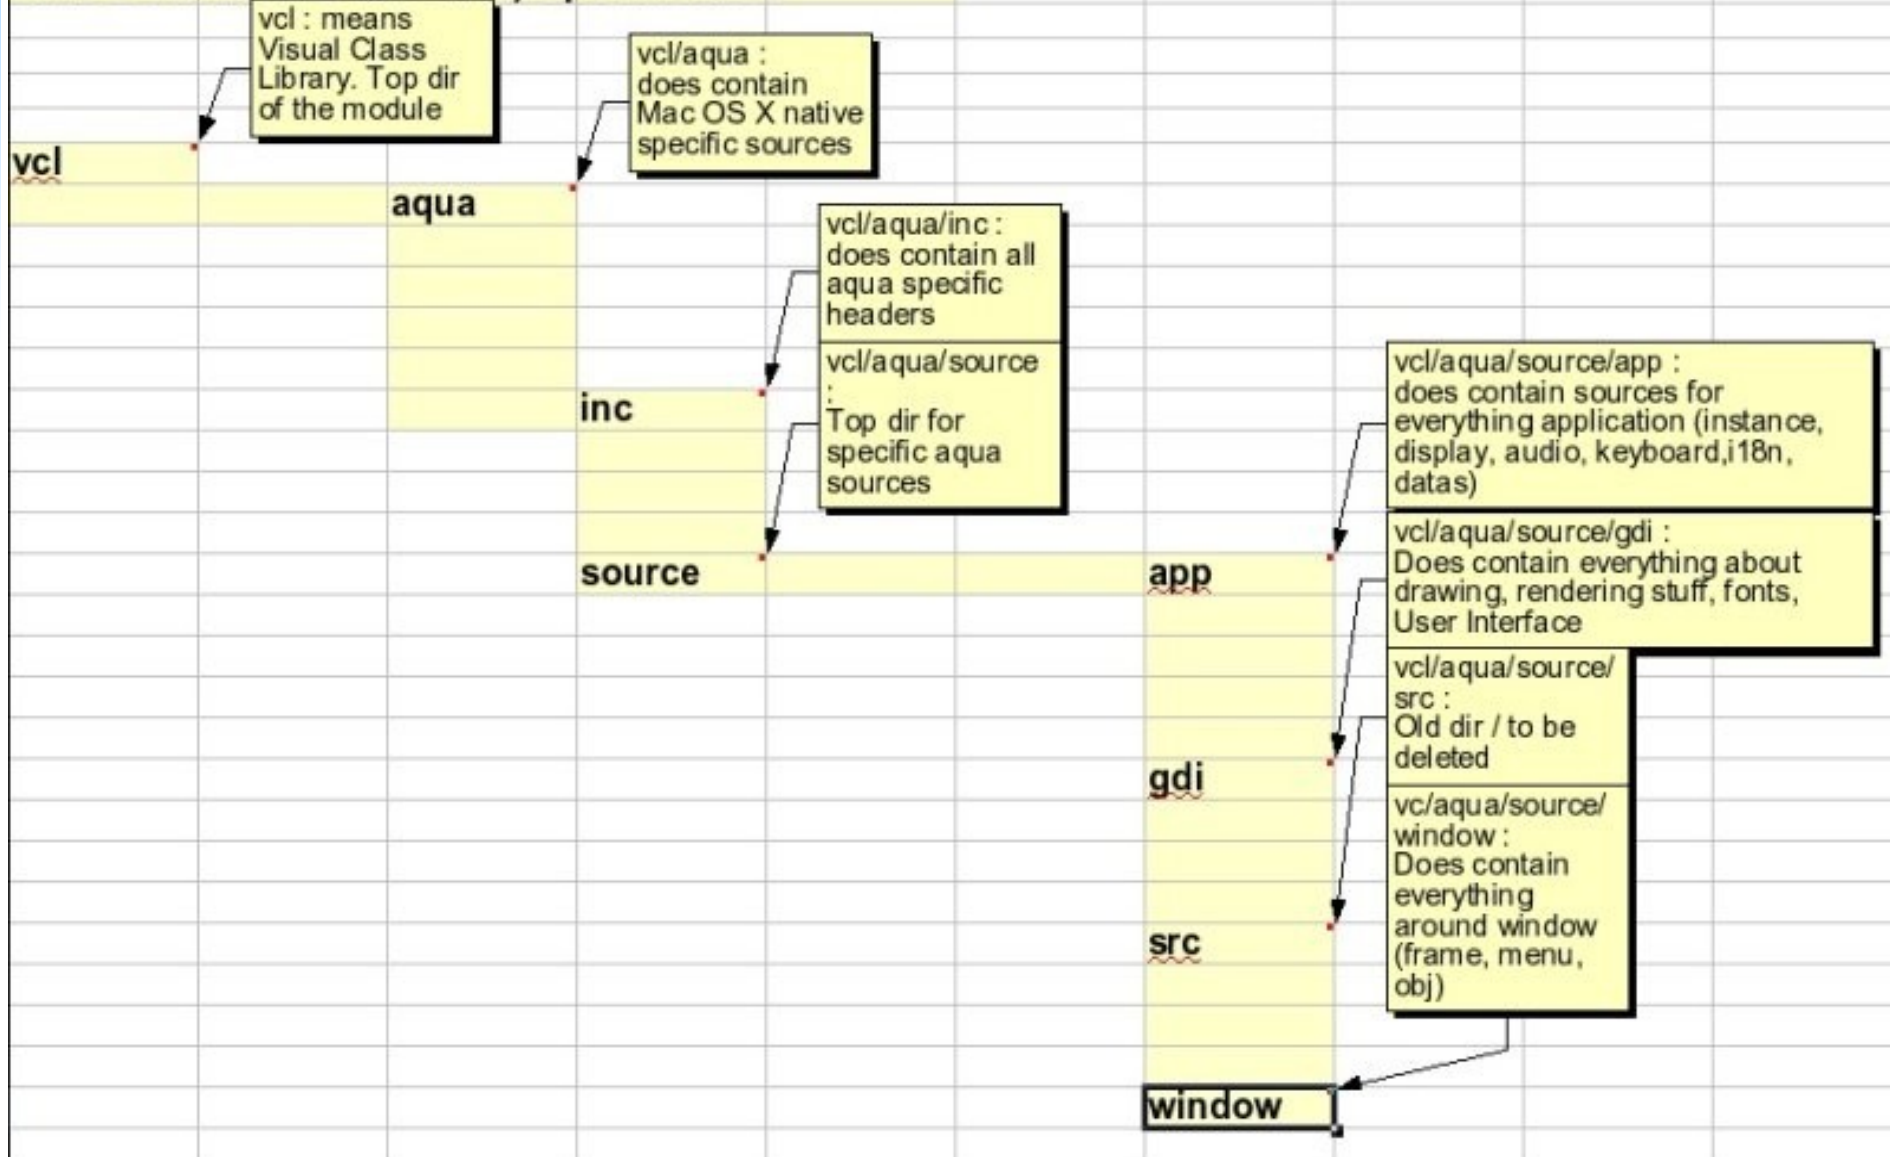 vcl : means
Visual Class
Library. Top dir
of the module
vcl/aqua :
does contain
Mac OS X native
specific sources
vcl
aqua
vcl/aqua/inc :
does contain all
aqua specific
headers
inc
vcl/aqua/source
:
Top dir for
specific aqua
sources
source
vcl/aqua/source/app :
does contain sources for
everything application (instance,
display, audio, keyboard,i18n,
datas)
app
vcl/aqua/source/gdi :
Does contain everything about
drawing, rendering stuff, fonts,
User Interface
gdi
vcl/aqua/source/
src :
Old dir / to be
deleted
src
vc/aqua/source/
window :
Does contain
everything
around window
(frame, menu,
obj)
window